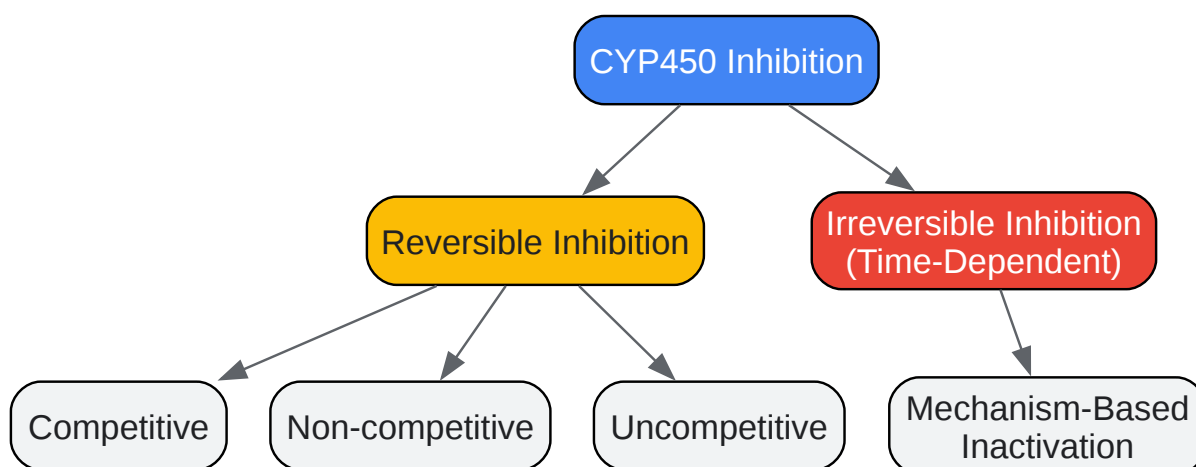 CYP450 Inhibition
Reversible Inhibition
Irreversible Inhibition
(Time-Dependent)
Competitive
Non-competitive
Uncompetitive
Mechanism-Based
Inactivation